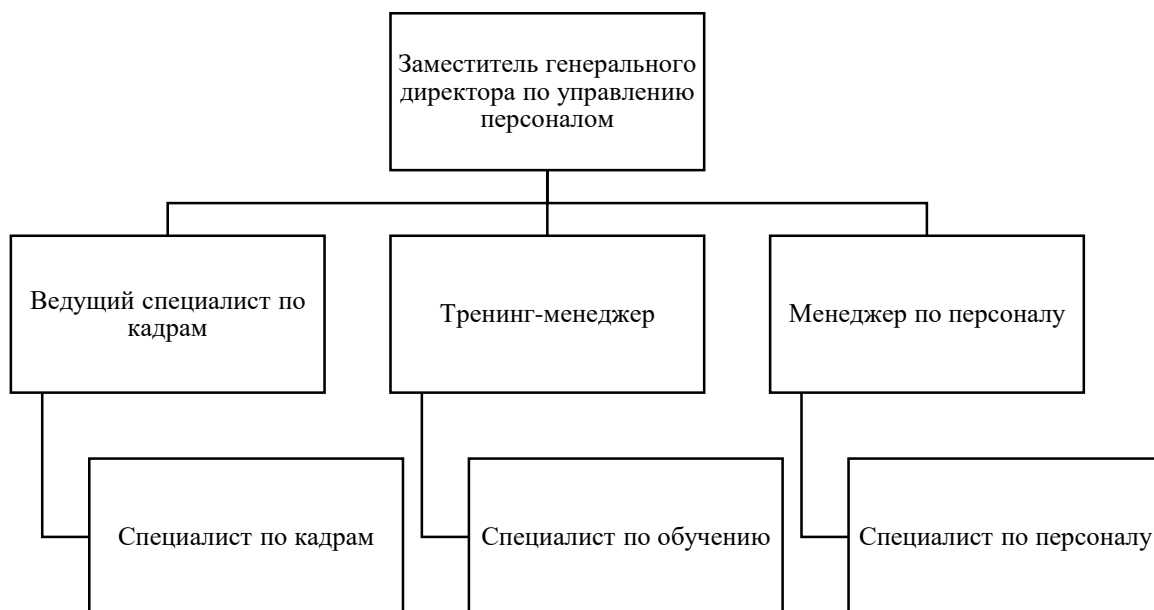 Заместитель генерального
директора по управлению
персоналом
Ведущий специалист по
кадрам
Тренинг-менеджер
Менеджер по персоналу
Специалист по кадрам
Специалист по обучению
Специалист по персоналу